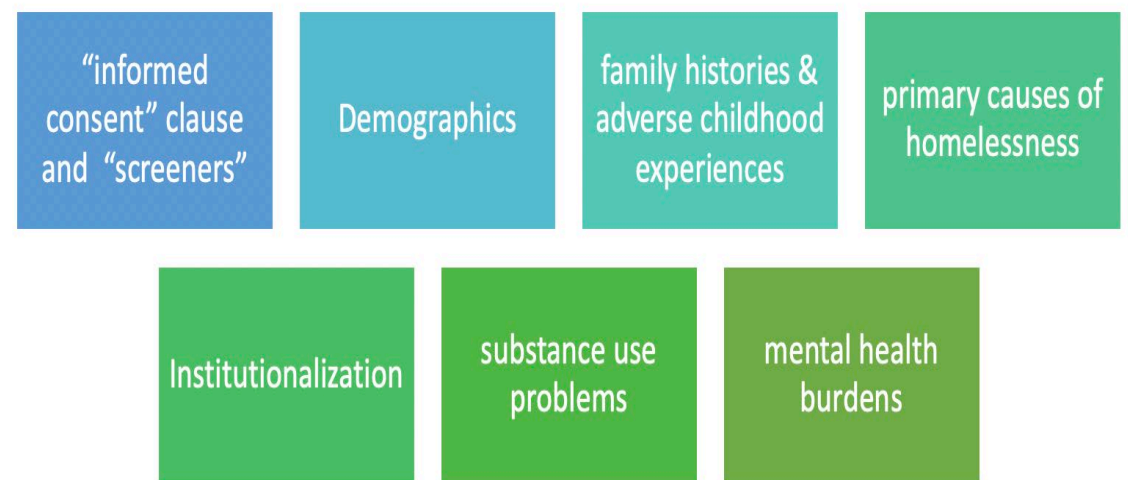 “informed
consent” clause
and “screeners”
Demographics
family histories &
adverse childhood
experiences
primary causes of
homelessness
Institutionalization
substance use
problems
mental health
burdens